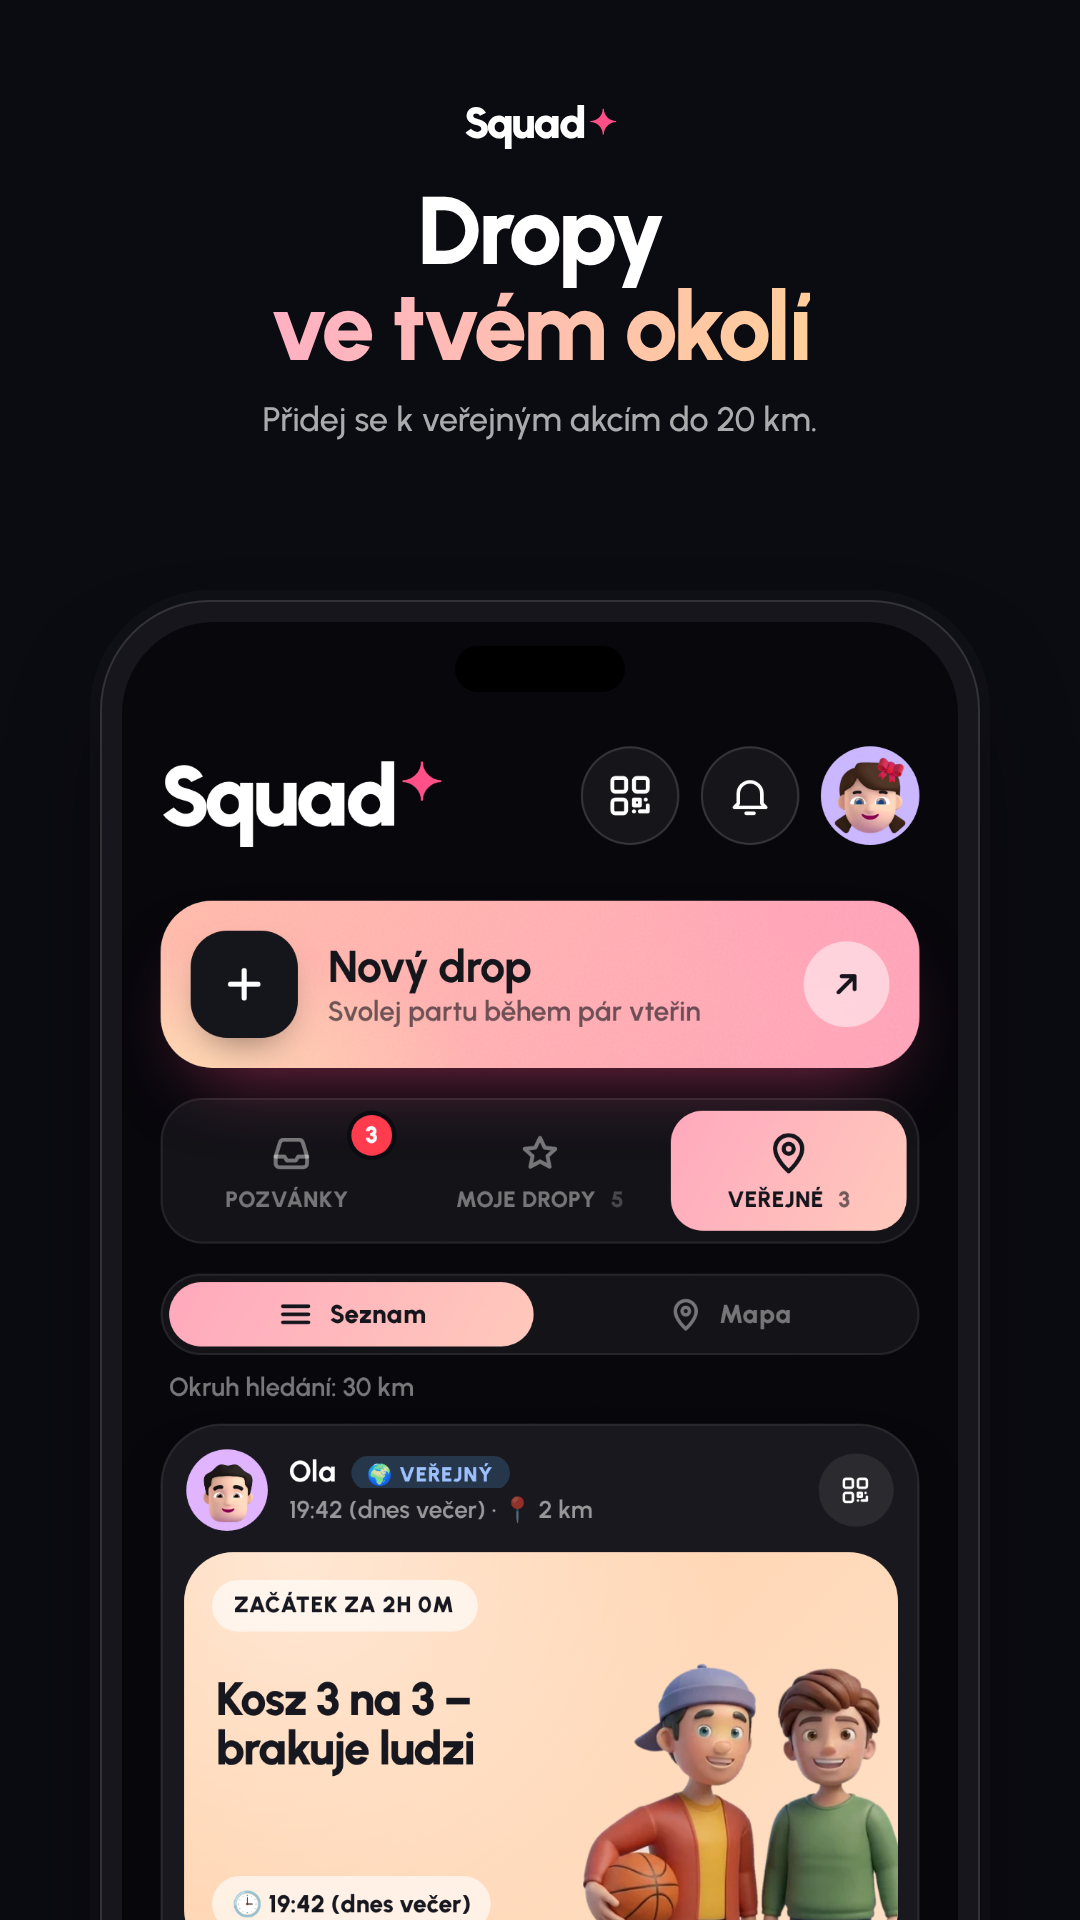 Squad
Dropy
ve tvém okolí
Přidej se k veřejným akcím do 20 km.
Squad
Nový drop
Svolej partu během pár vteřin
3
POZVÁNKY
MOJE DROPY 5
VEŘEJNÉ 3
Seznam
Mapa
Okruh hledání: 30 km
Ola VEŘEJNÝ
19:42 (dnes večer) · 2 km
ZAČÁTEK ZA 2H 0M
Kosz 3 na 3 –
brakuje ludzi
19:42 (dnes večer)